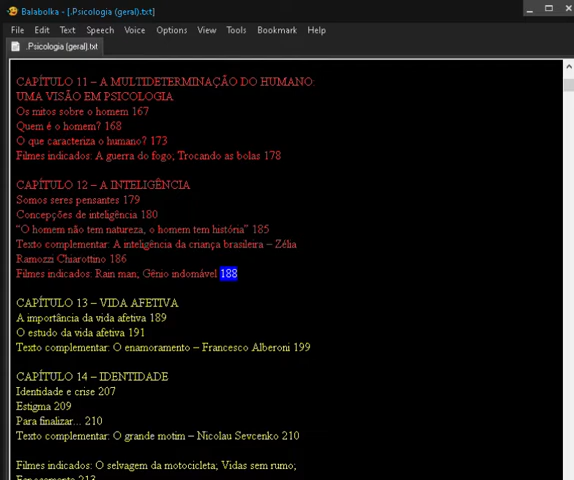 Balabolka - [.Psicologia (geral).txt]
File Edit Text Speech Voice Options View Tools Bookmark Help
.Psicologia (geral).txt
CAPÍTULO 11 – A MULTIDETERMINAÇÃO DO HUMANO:
UMA VISÃO EM PSICOLOGIA
Os mitos sobre o homem 167
Quem é o homem? 168
O que caracteriza o humano? 173
Filmes indicados: A guerra do fogo, Trocando as bolas 178
CAPÍTULO 12 – A INTELIGÊNCIA
Somos seres pensantes 179
Concepções de inteligência 180
“O homem não tem natureza, o homem tem história” 185
Texto complementar: A inteligência da criança brasileira – Zélia
Ramozzi Chiarottino 186
Filmes indicados: Rain man, Gênio indomável 188
CAPÍTULO 13 – VIDA AFETIVA
A importância da vida afetiva 189
O estudo da vida afetiva 191
Texto complementar: O enamoramento – Francesco Alberoni 199
CAPÍTULO 14 – IDENTIDADE
Identidade e crise 207
Estigma 209
Para finalizar... 210
Texto complementar: O grande motim – Nicolau Sevcenko 210
Filmes indicados: O selvagem da motocicleta; Vidas sem rumo;
213